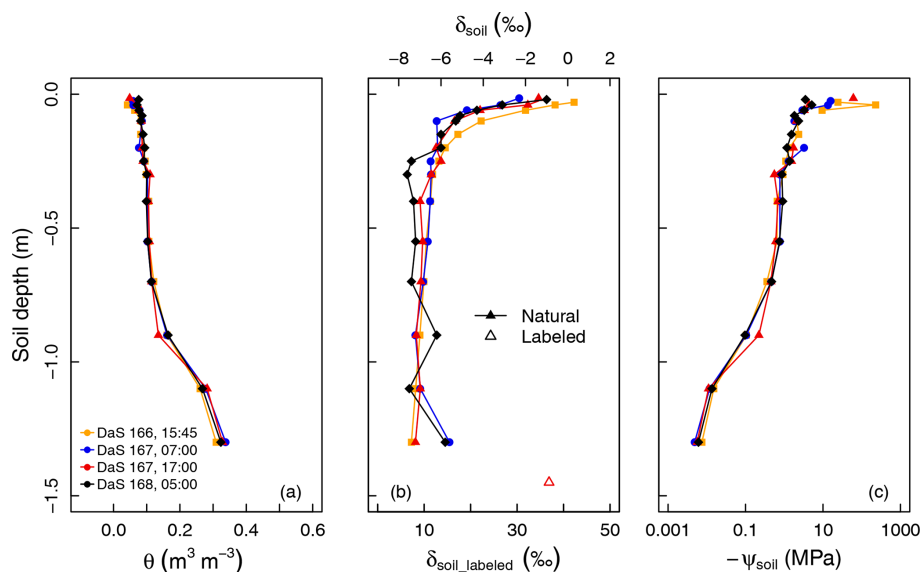 δsoil (‰)
−8 −6 −4 −2 0 2
Soil depth (m)
0.0
−0.5
−1.0
−1.5
Natural
Labeled
DaS 166, 15:45
DaS 167, 07:00
DaS 167, 17:00
DaS 168, 05:00
(a)
(b)
(c)
0.0 0.2 0.4 0.6
10 30 50
0.001 0.1 10 1000
θ (m³ m⁻³)
δsoil_labeled (‰)
−ψsoil (MPa)